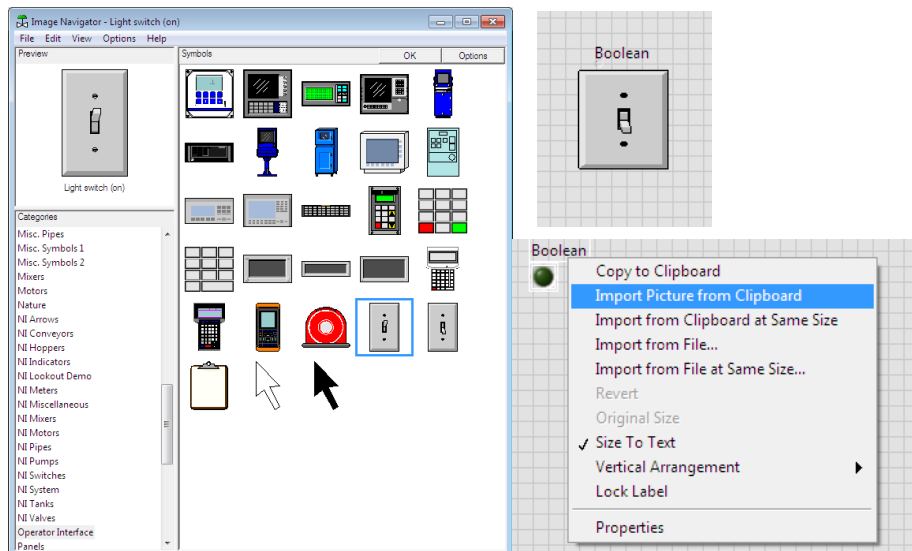 Image Navigator - Light switch (on)
File Edit View Options Help
Preview
Light switch (on)
Categories
Misc. Pipes
Misc. Symbols 1
Misc. Symbols 2
Mixers
Motors
Nature
NI Arrows
NI Conveyors
NI Hoppers
NI Indicators
NI Lookout Demo
NI Meters
NI Miscellaneous
NI Mixers
NI Motors
NI Pipes
NI Pumps
NI Switches
NI System
NI Tanks
NI Valves
Operator Interface
Panels
Symbols
OK
Options
Boolean
Boolean
Copy to Clipboard
Import Picture from Clipboard
Import from Clipboard at Same Size
Import from File...
Import from File at Same Size...
Revert
Original Size
Size To Text
Vertical Arrangement
Lock Label
Properties